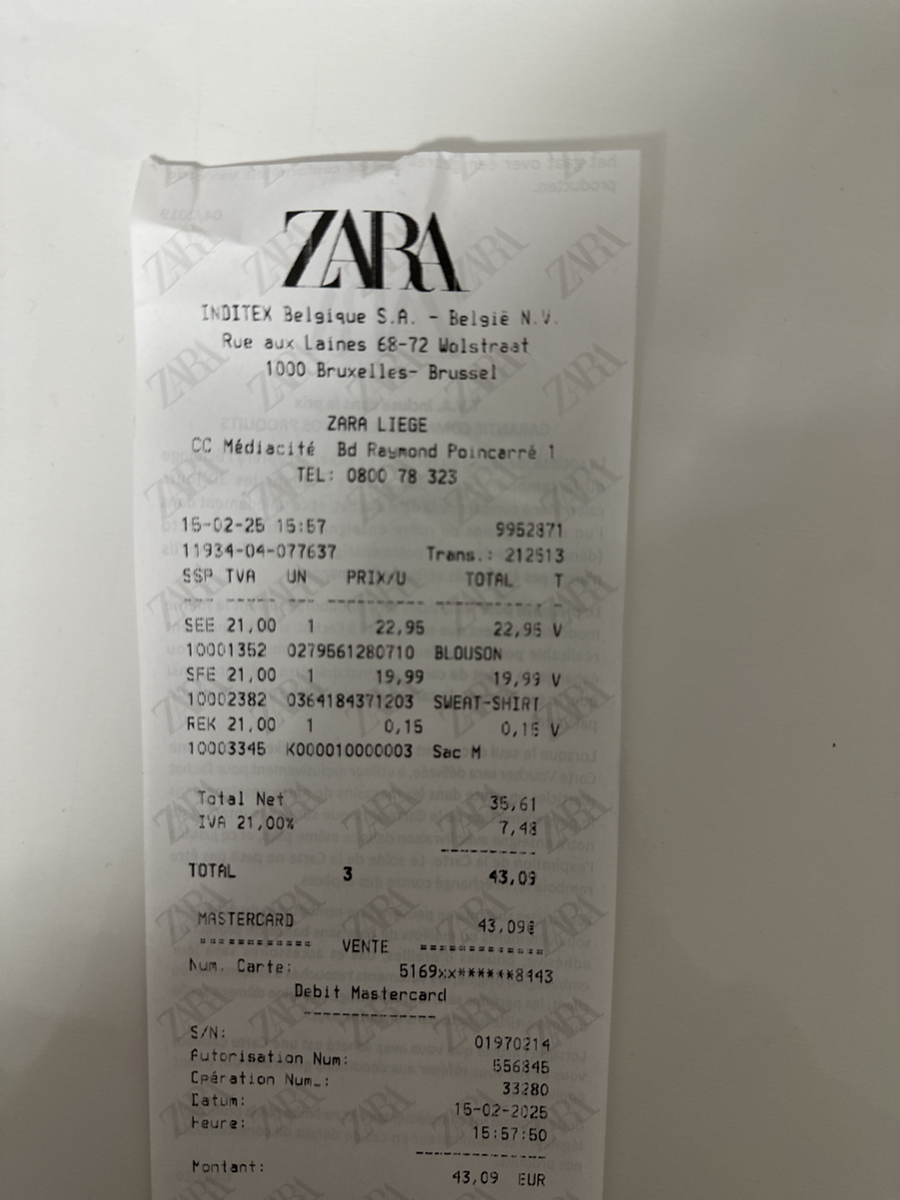 ZARA
INDITEX Belgique S.A. - België N.V.
Rue aux Laines 68-72 Wolstraat
1000 Bruxelles- Brussel
ZARA LIEGE
CC Médiacité Bd Raymond Poincarré 1
TEL: 0800 78 323
15-02-25 15:57 9952871
11934-04-077637 Trans.: 212513
SSP TVA UN PRIX/U TOTAL T
SEE 21,00 1 22,95 22,95 V
10001352 0279561280710 BLOUSON
SFE 21,00 1 19,99 19,99 V
10002382 0364184371203 SWEAT-SHIRT
REK 21,00 1 0,15 0,15 V
10003345 K000010000003 Sac M
Total Net 35,61
IVA 21,00% 7,48
TOTAL 3 43,09
MASTERCARD 43,09€
============ VENTE =============
Num. Carte: 5169xx******8443
Debit Mastercard
--------------
S/N: 01970214
Autorisation Num: 556845
Opération Num.: 33280
Datum: 15-02-2025
Heure: 15:57:50
Montant: 43,09 EUR